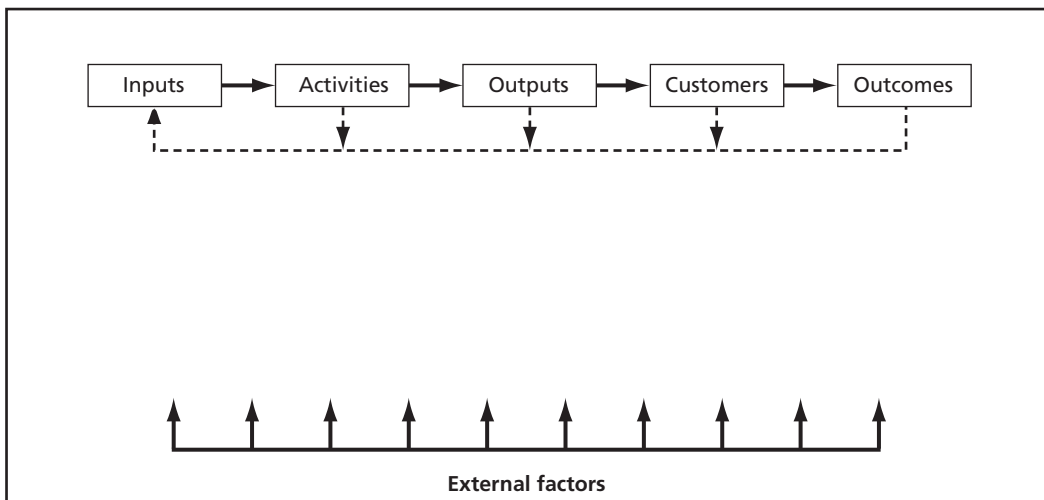 Inputs
Activities
Outputs
Customers
Outcomes
External factors